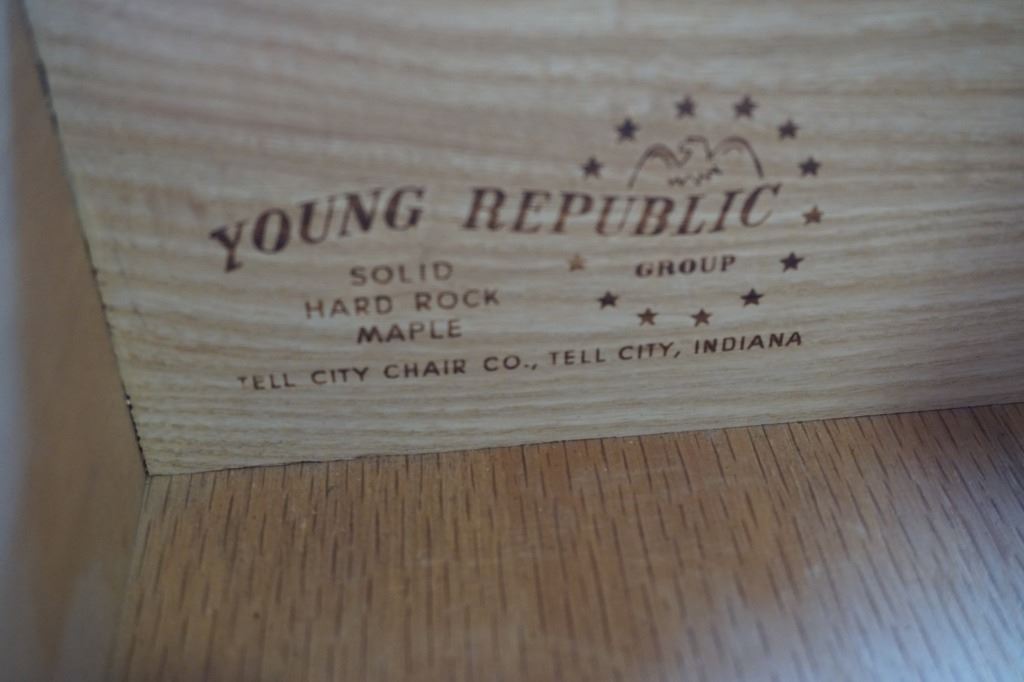 YOUNG REPUBLIC
GROUP
SOLID
HARD ROCK
MAPLE
TELL CITY CHAIR CO., TELL CITY, INDIANA